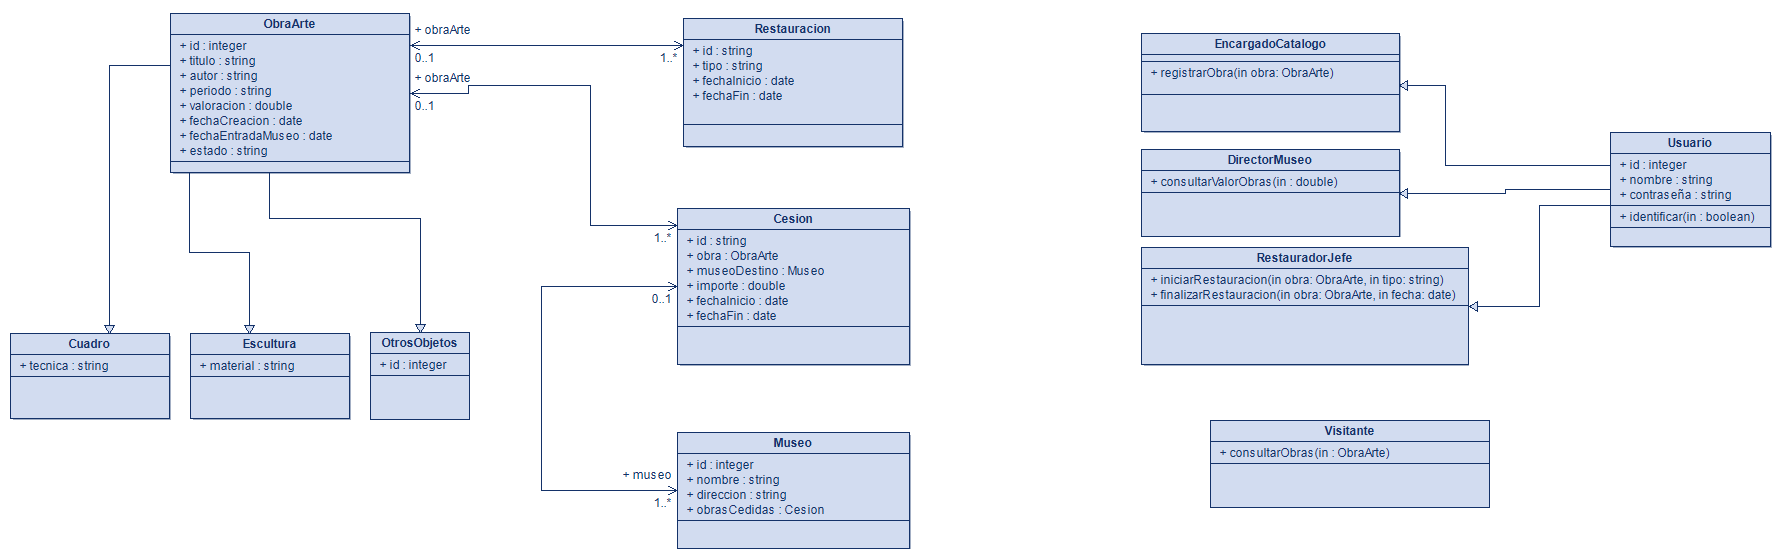 ObraArte
+ id : integer
+ titulo : string
+ autor : string
+ periodo : string
+ valoracion : double
+ fechaCreacion : date
+ fechaEntradaMuseo : date
+ estado : string
+ obraArte
0..1
1..*
+ obraArte
0..1
1..*
Restauracion
+ id : string
+ tipo : string
+ fechaInicio : date
+ fechaFin : date
Cesion
+ id : string
+ obra : ObraArte
+ museoDestino : Museo
+ importe : double
+ fechaInicio : date
+ fechaFin : date
0..1
Cuadro
+ tecnica : string
Escultura
+ material : string
OtrosObjetos
+ id : integer
+ museo
1..*
Museo
+ id : integer
+ nombre : string
+ direccion : string
+ obrasCedidas : Cesion
EncargadoCatalogo
+ registrarObra(in obra: ObraArte)
DirectorMuseo
+ consultarValorObras(in : double)
RestauradorJefe
+ iniciarRestauracion(in obra: ObraArte, in tipo: string)
+ finalizarRestauracion(in obra: ObraArte, in fecha: date)
Usuario
+ id : integer
+ nombre : string
+ contraseña : string
+ identificar(in : boolean)
Visitante
+ consultarObras(in : ObraArte)